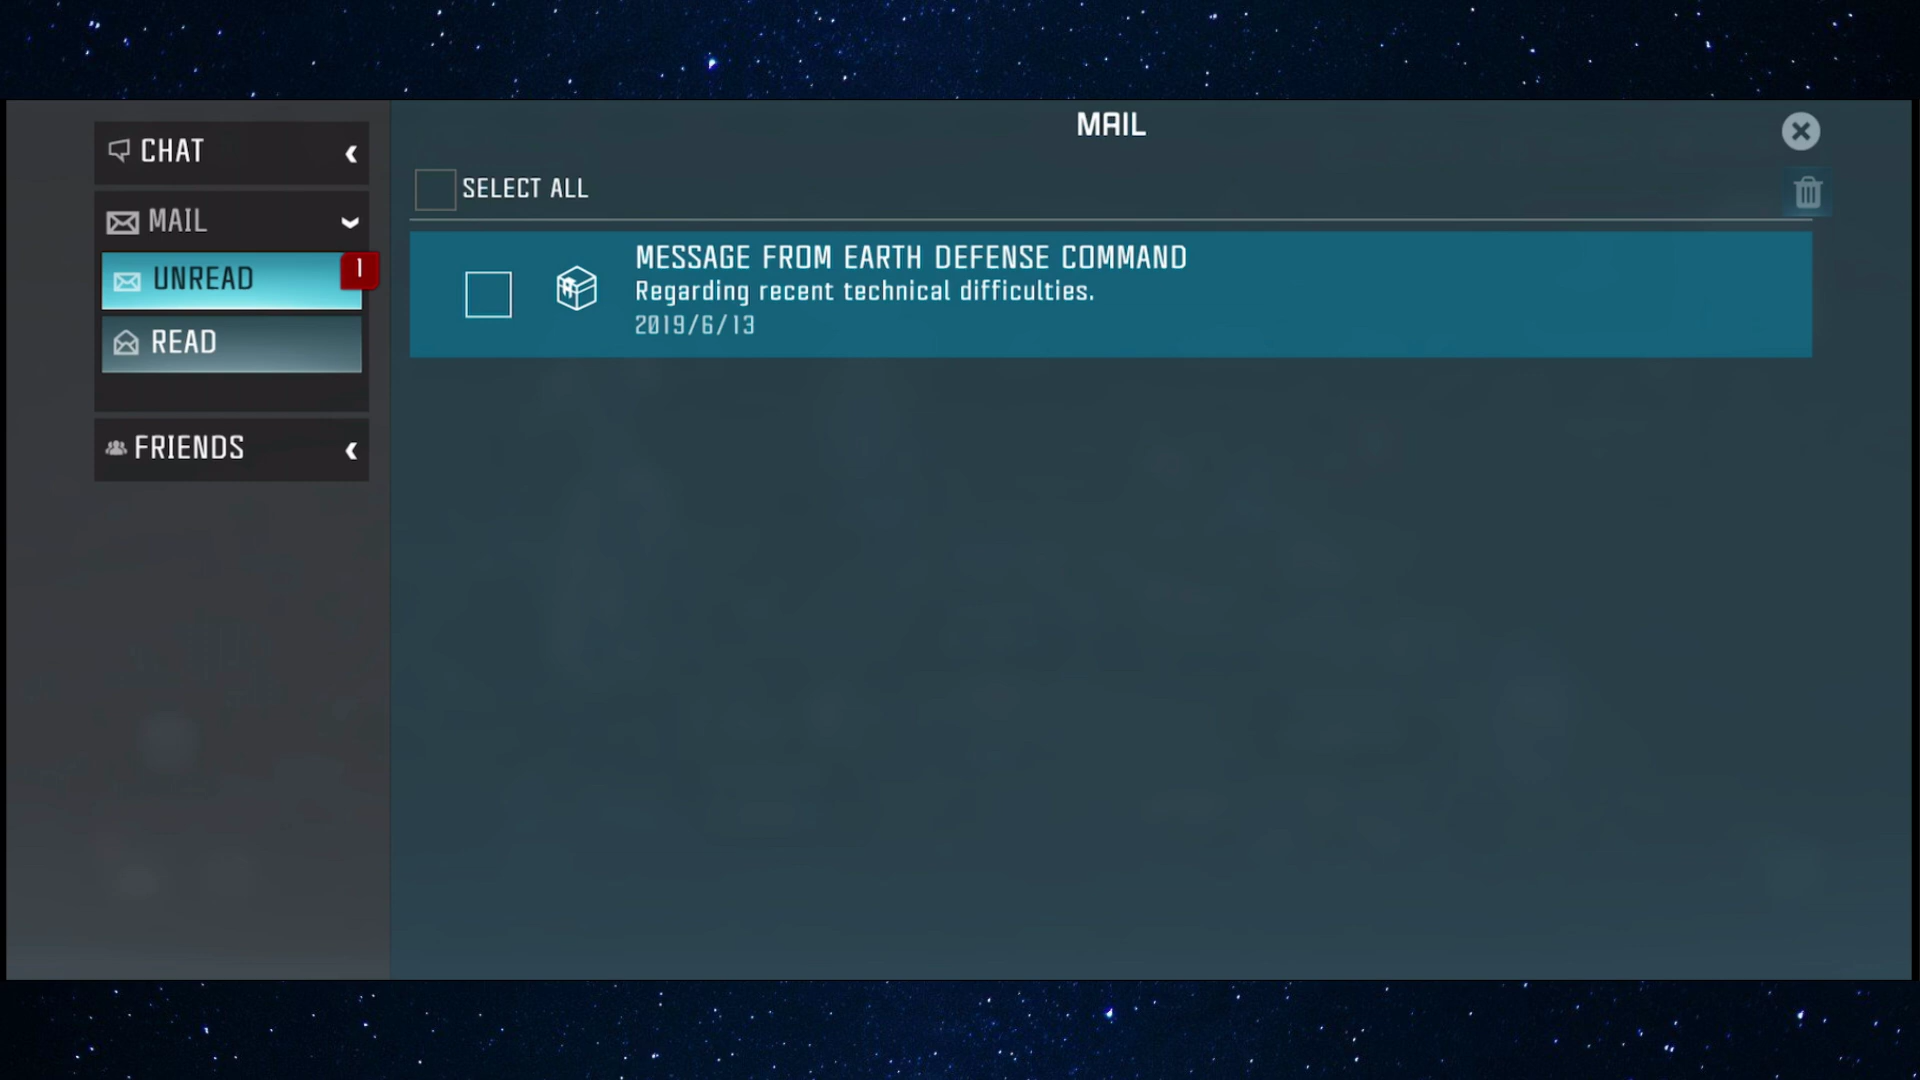 MAIL
CHAT
SELECT ALL
MAIL
UNREAD
1
READ
FRIENDS
MESSAGE FROM EARTH DEFENSE COMMAND
Regarding recent technical difficulties.
2019/6/13